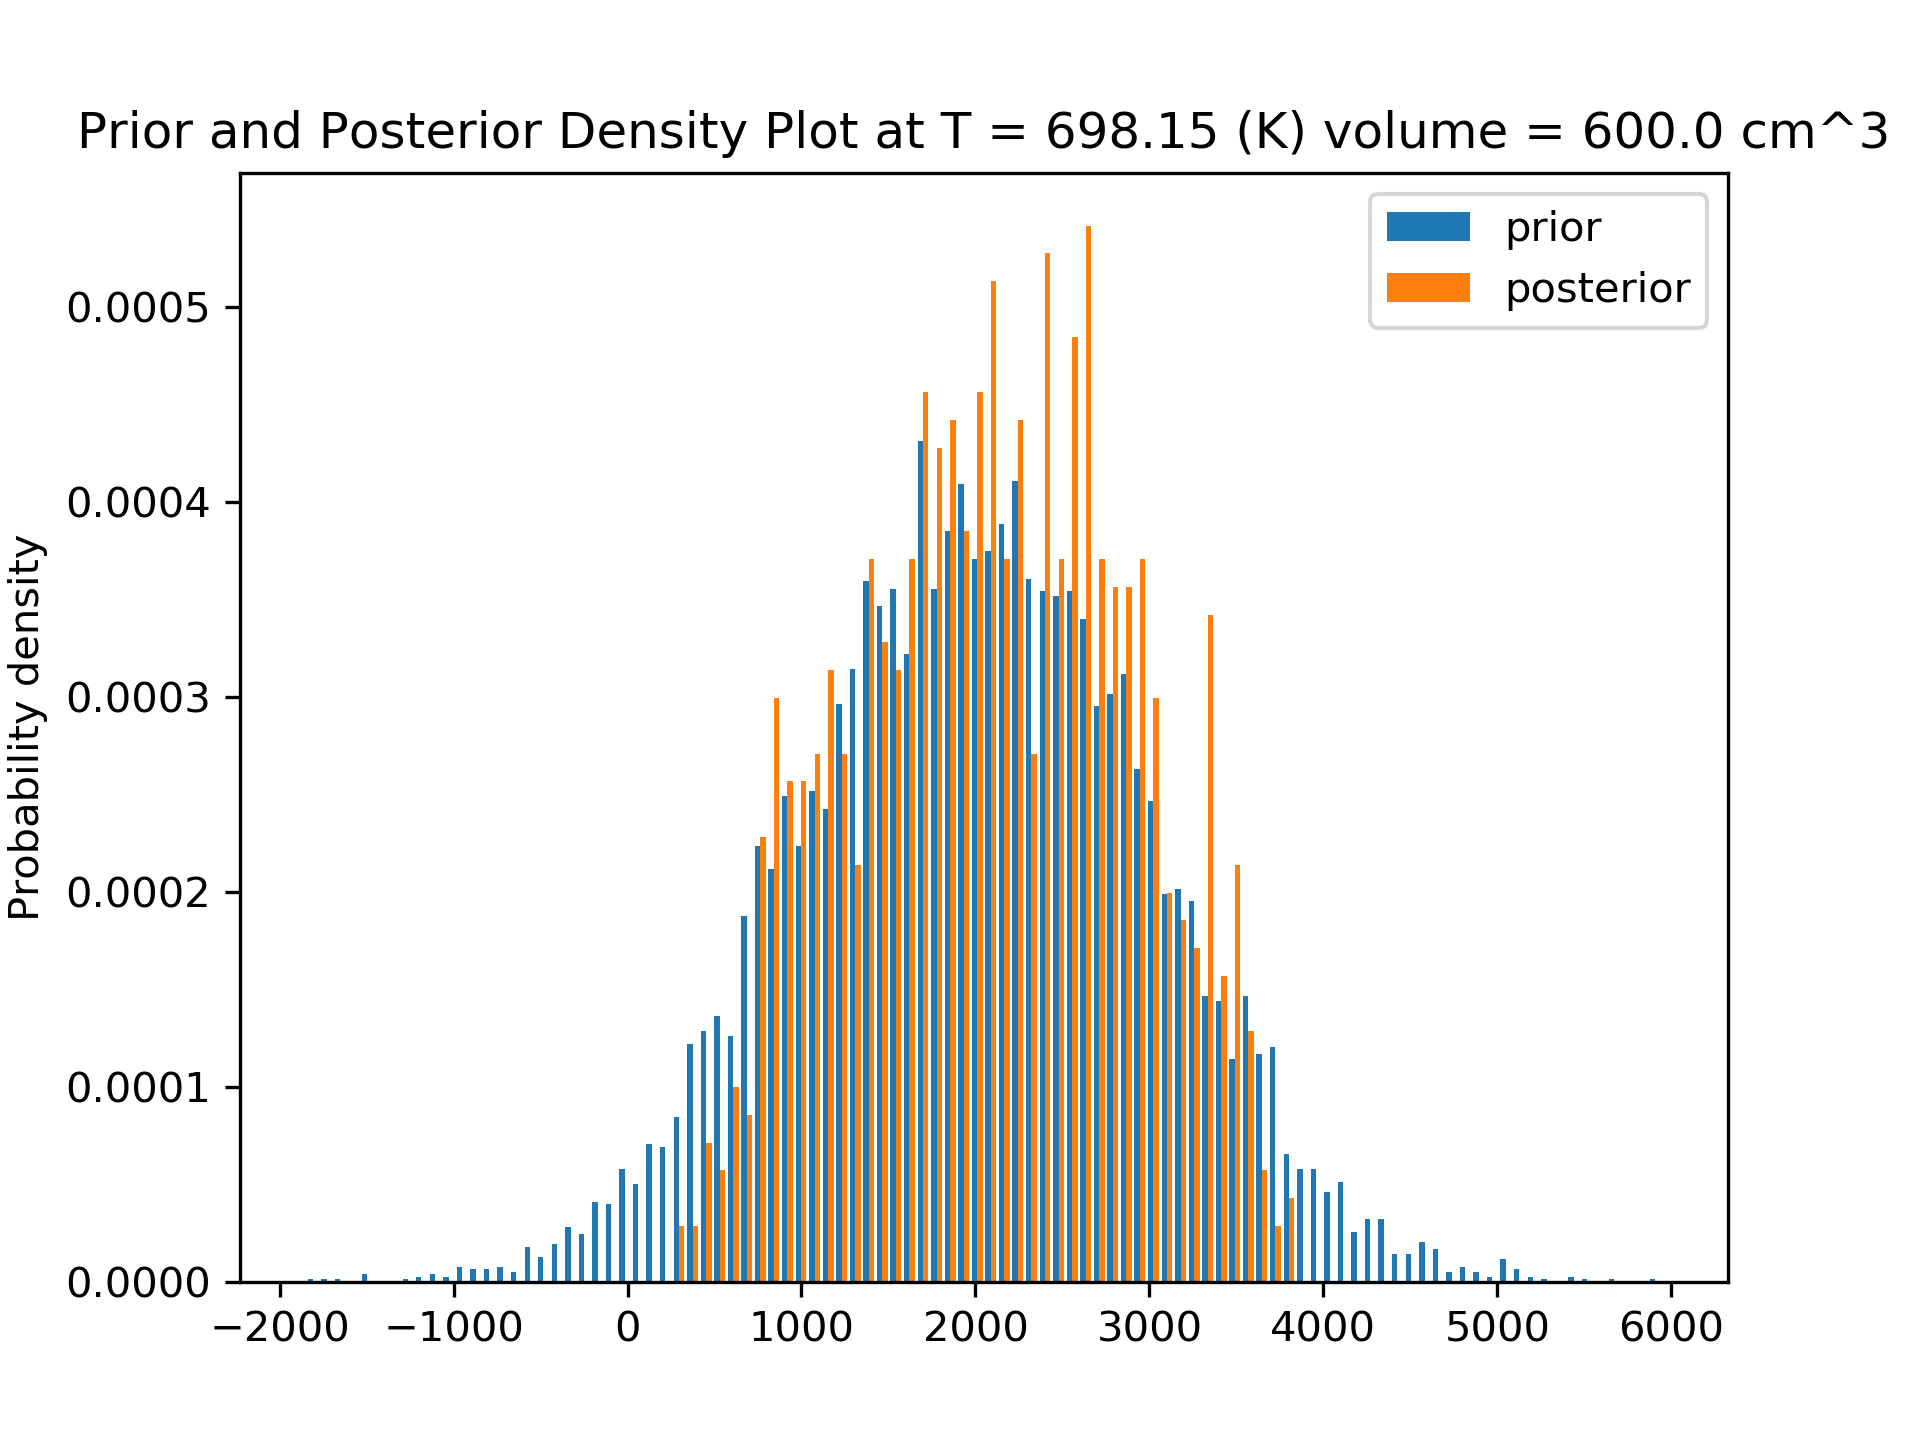 Prior and Posterior Density Plot at T = 698.15 (K) volume = 600.0 cm^3
prior
posterior
Probability density
0.0005
0.0004
0.0003
0.0002
0.0001
0.0000
−2000 −1000 0 1000 2000 3000 4000 5000 6000